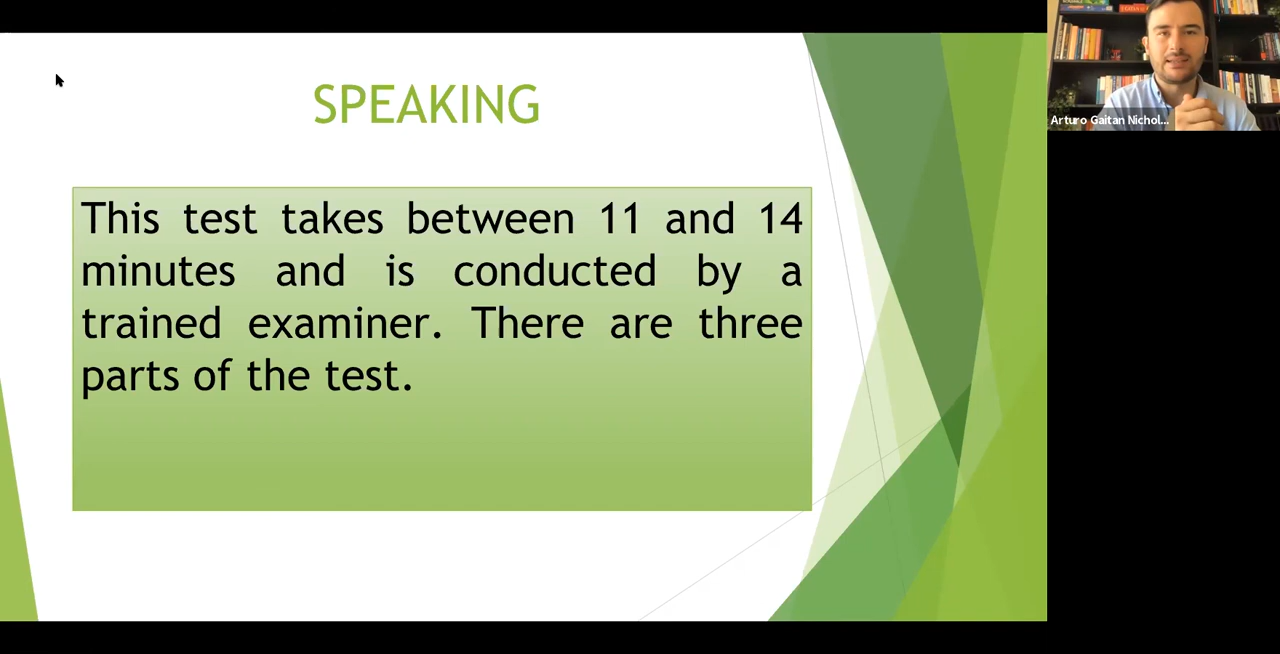 SPEAKING
This test takes between 11 and 14
minutes and is conducted by a
trained examiner. There are three
parts of the test.
Arturo Gaitan Nichol...